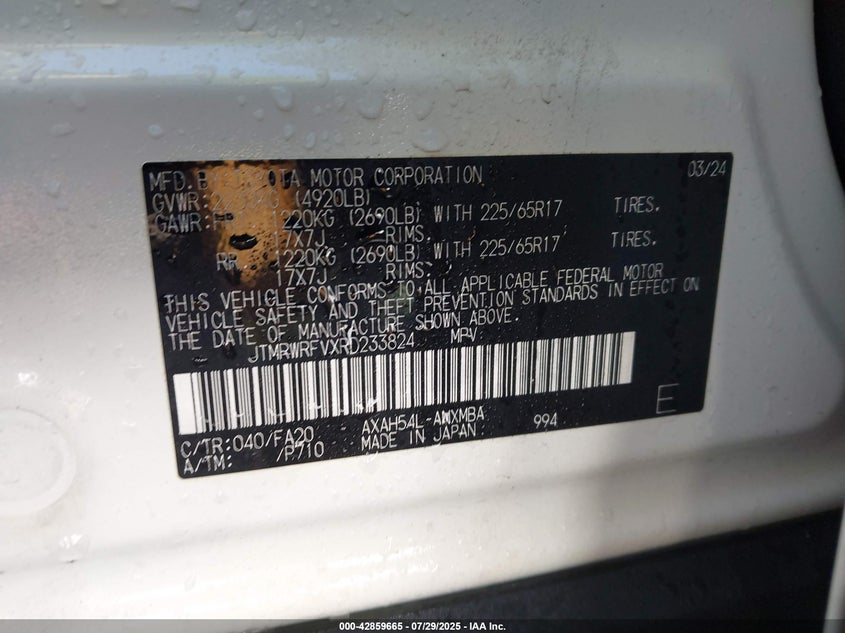 MFD. BY TOYOTA MOTOR CORPORATION 03/24
GVWR: (4920LB)
GAWR: 1220KG (2690LB) WITH 225/65R17 TIRES.
17X7J RIMS.
RR. 1220KG (2690LB) WITH 225/65R17 TIRES.
17X7J RIMS.
THIS VEHICLE CONFORMS TO ALL APPLICABLE FEDERAL MOTOR
VEHICLE SAFETY AND THEFT PREVENTION STANDARDS IN EFFECT ON
THE DATE OF MANUFACTURE SHOWN ABOVE.
JTMRWRFVXRD233824 MPV
E
C/TR: 040/FA20 AXAH54L-ANXMBA 994
A/TM: /P710 MADE IN JAPAN
000-42859665 - 07/29/2025 - IAA Inc.